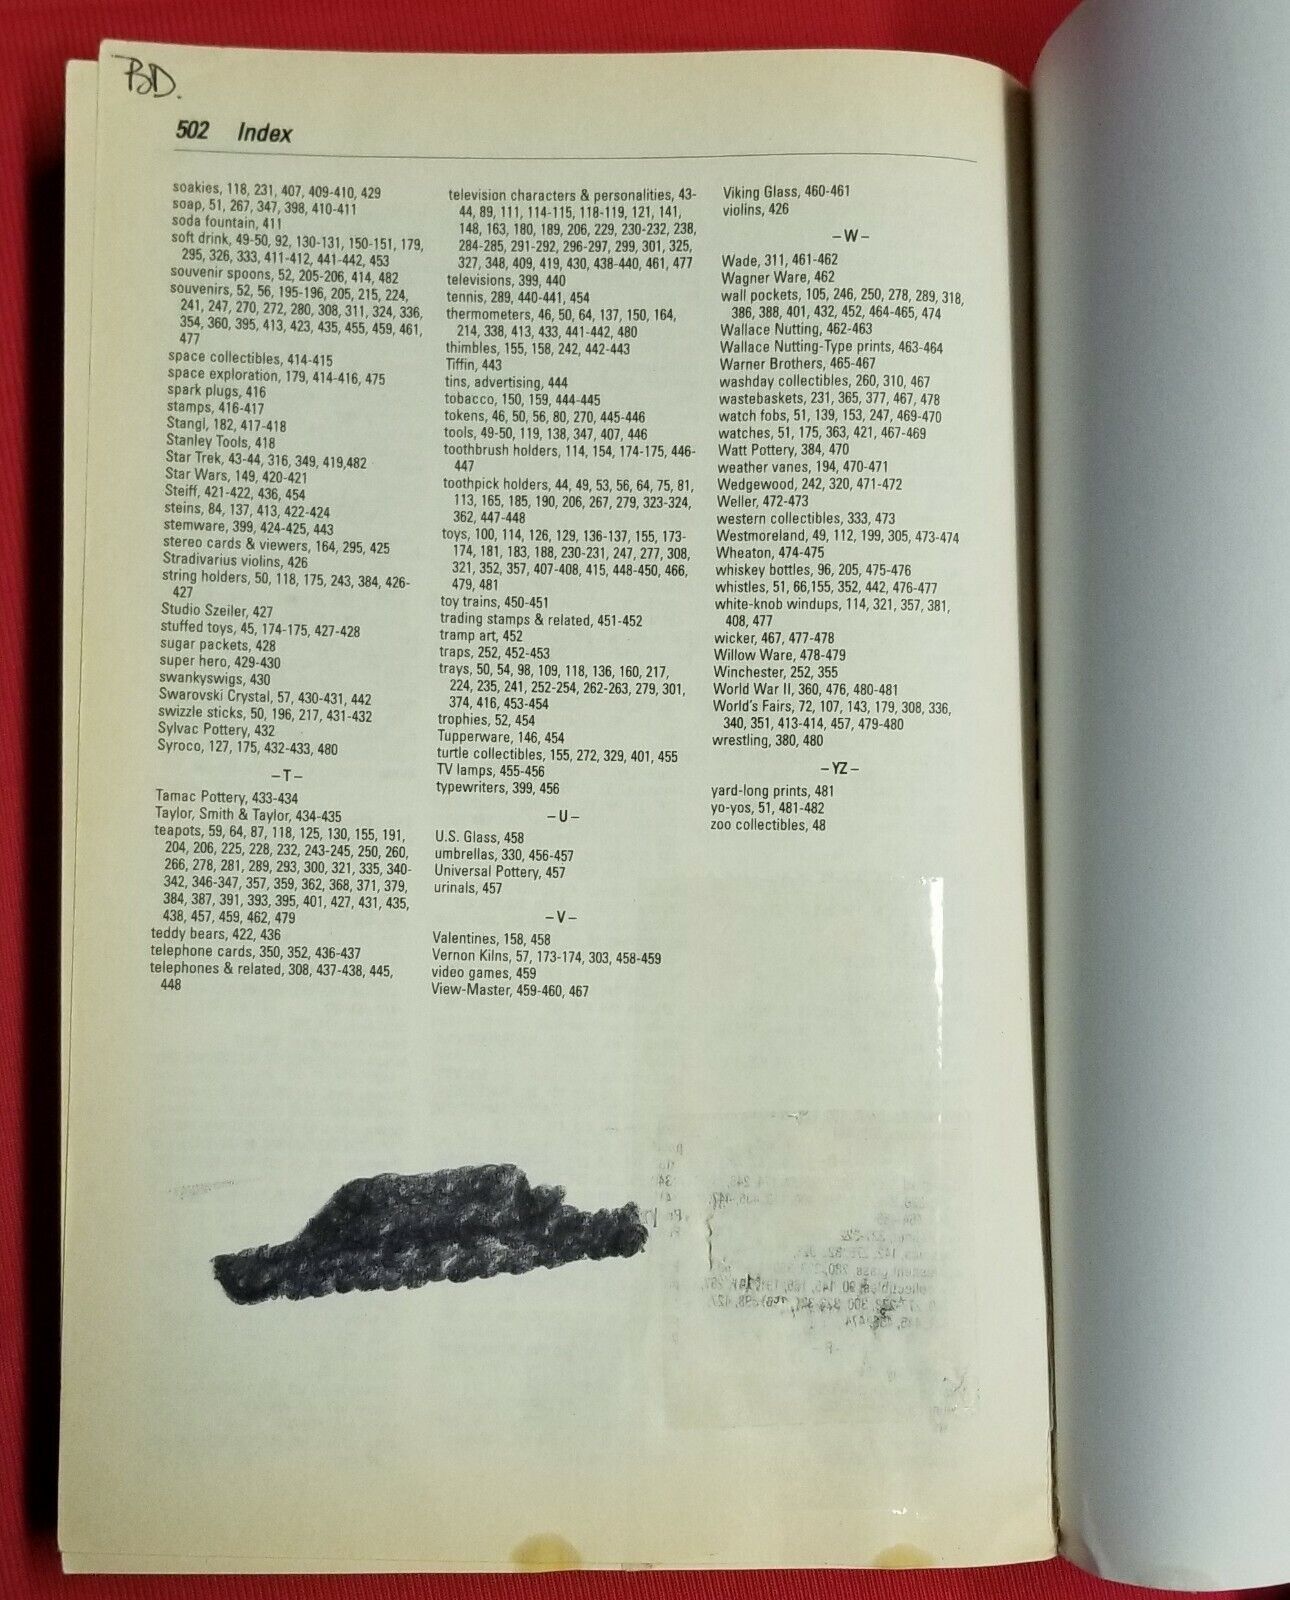 BD.
502 Index
soakies, 118, 231, 407, 409-410, 429
soap, 51, 267, 347, 398, 410-411
soda fountain, 411
soft drink, 49-50, 92, 130-131, 150-151, 179,
295, 326, 333, 411-412, 441-442, 453
souvenir spoons, 52, 205-206, 414, 482
souvenirs, 52, 56, 195-196, 205, 215, 224,
241, 247, 270, 272, 280, 308, 311, 324, 336,
354, 360, 395, 413, 423, 435, 455, 459, 461,
477
space collectibles, 414-415
space exploration, 179, 414-416, 475
spark plugs, 416
stamps, 416-417
Stangl, 182, 417-418
Stanley Tools, 418
Star Trek, 43-44, 316, 349, 419,482
Star Wars, 149, 420-421
Steiff, 421-422, 436, 454
steins, 84, 137, 413, 422-424
stemware, 399, 424-425, 443
stereo cards & viewers, 164, 295, 425
Stradivarius violins, 426
string holders, 50, 118, 175, 243, 384, 426-
427
Studio Szeiler, 427
stuffed toys, 45, 174-175, 427-428
sugar packets, 428
super hero, 429-430
swankyswigs, 430
Swarovski Crystal, 57, 430-431, 442
swizzle sticks, 50, 196, 217, 431-432
Sylvac Pottery, 432
Syroco, 127, 175, 432-433, 480
–T–
Tamac Pottery, 433-434
Taylor, Smith & Taylor, 434-435
teapots, 59, 64, 87, 118, 125, 130, 155, 191,
204, 206, 225, 228, 232, 243-245, 250, 260,
266, 278, 281, 289, 293, 300, 321, 335, 340-
342, 346-347, 357, 359, 362, 368, 371, 379,
384, 387, 391, 393, 395, 401, 427, 431, 435,
438, 457, 459, 462, 479
teddy bears, 422, 436
telephone cards, 350, 352, 436-437
telephones & related, 308, 437-438, 445,
448
television characters & personalities, 43-
44, 89, 111, 114-115, 118-119, 121, 141,
148, 163, 180, 189, 206, 229, 230-232, 238,
284-285, 291-292, 296-297, 299, 301, 325,
327, 348, 409, 419, 430, 438-440, 461, 477
televisions, 399, 440
tennis, 289, 440-441, 454
thermometers, 46, 50, 64, 137, 150, 164,
214, 338, 413, 433, 441-442, 480
thimbles, 155, 158, 242, 442-443
Tiffin, 443
tins, advertising, 444
tobacco, 150, 159, 444-445
tokens, 46, 50, 56, 80, 270, 445-446
tools, 49-50, 119, 138, 347, 407, 446
toothbrush holders, 114, 154, 174-175, 446-
447
toothpick holders, 44, 49, 53, 56, 64, 75, 81,
113, 165, 185, 190, 206, 267, 279, 323-324,
362, 447-448
toys, 100, 114, 126, 129, 136-137, 155, 173-
174, 181, 183, 188, 230-231, 247, 277, 308,
321, 352, 357, 407-408, 415, 448-450, 466,
479, 481
toy trains, 450-451
trading stamps & related, 451-452
tramp art, 452
traps, 252, 452-453
trays, 50, 54, 98, 109, 118, 136, 160, 217,
224, 235, 241, 252-254, 262-263, 279, 301,
374, 416, 453-454
trophies, 52, 454
Tupperware, 146, 454
turtle collectibles, 155, 272, 329, 401, 455
TV lamps, 455-456
typewriters, 399, 456
–U–
U.S. Glass, 458
umbrellas, 330, 456-457
Universal Pottery, 457
urinals, 457
–V–
Valentines, 158, 458
Vernon Kilns, 57, 173-174, 303, 458-459
video games, 459
View-Master, 459-460, 467
Viking Glass, 460-461
violins, 426
–W–
Wade, 311, 461-462
Wagner Ware, 462
wall pockets, 105, 246, 250, 278, 289, 318,
386, 388, 401, 432, 452, 464-465, 474
Wallace Nutting, 462-463
Wallace Nutting-Type prints, 463-464
Warner Brothers, 465-467
washday collectibles, 260, 310, 467
wastebaskets, 231, 365, 377, 467, 478
watch fobs, 51, 139, 153, 247, 469-470
watches, 51, 175, 363, 421, 467-469
Watt Pottery, 384, 470
weather vanes, 194, 470-471
Wedgewood, 242, 320, 471-472
Weller, 472-473
western collectibles, 333, 473
Westmoreland, 49, 112, 199, 305, 473-474
Wheaton, 474-475
whiskey bottles, 96, 205, 475-476
whistles, 51, 66,155, 352, 442, 476-477
white-knob windups, 114, 321, 357, 381,
408, 477
wicker, 467, 477-478
Willow Ware, 478-479
Winchester, 252, 355
World War II, 360, 476, 480-481
World's Fairs, 72, 107, 143, 179, 308, 336,
340, 351, 413-414, 457, 479-480
wrestling, 380, 480
–YZ–
yard-long prints, 481
yo-yos, 51, 481-482
zoo collectibles, 48